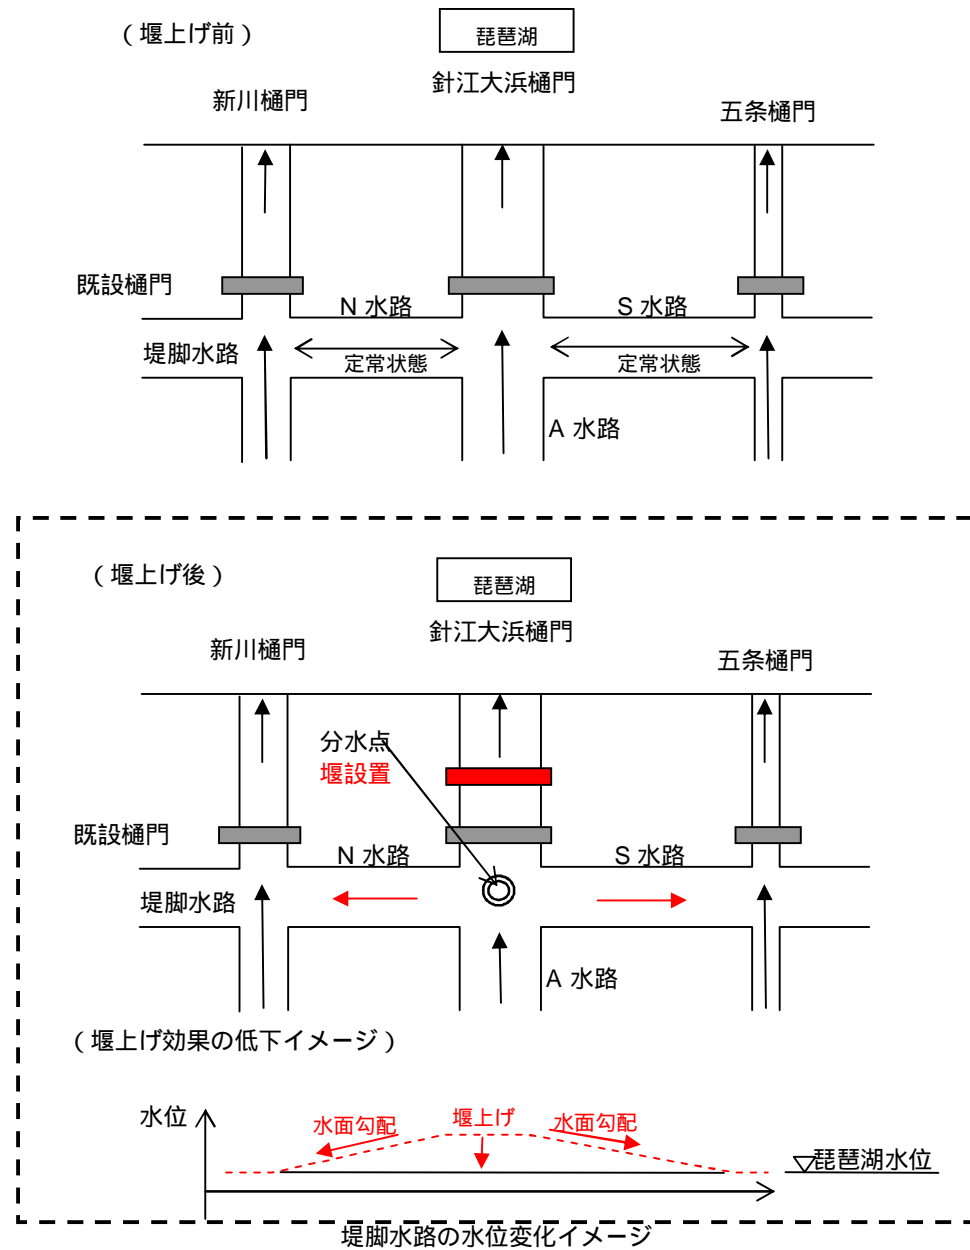 （堰上げ前）
琵琶湖
針江大浜樋門
新川樋門
五条樋門
既設樋門
N 水路
S 水路
堤脚水路
定常状態
定常状態
A 水路
（堰上げ後）
琵琶湖
針江大浜樋門
新川樋門
五条樋門
分水点
堰設置
既設樋門
N 水路
S 水路
堤脚水路
A 水路
（堰上げ効果の低下イメージ）
水位
水面勾配
堰上げ
水面勾配
琵琶湖水位
堤脚水路の水位変化イメージ